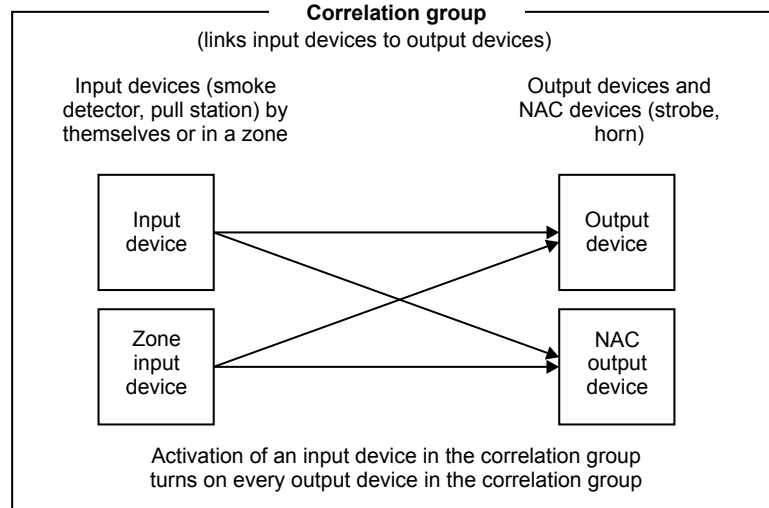 Correlation group
(links input devices to output devices)
Input devices (smoke
detector, pull station) by
themselves or in a zone
Output devices and
NAC devices (strobe,
horn)
Input
device
Output
device
Zone
input
device
NAC
output
device
Activation of an input device in the correlation group
turns on every output device in the correlation group